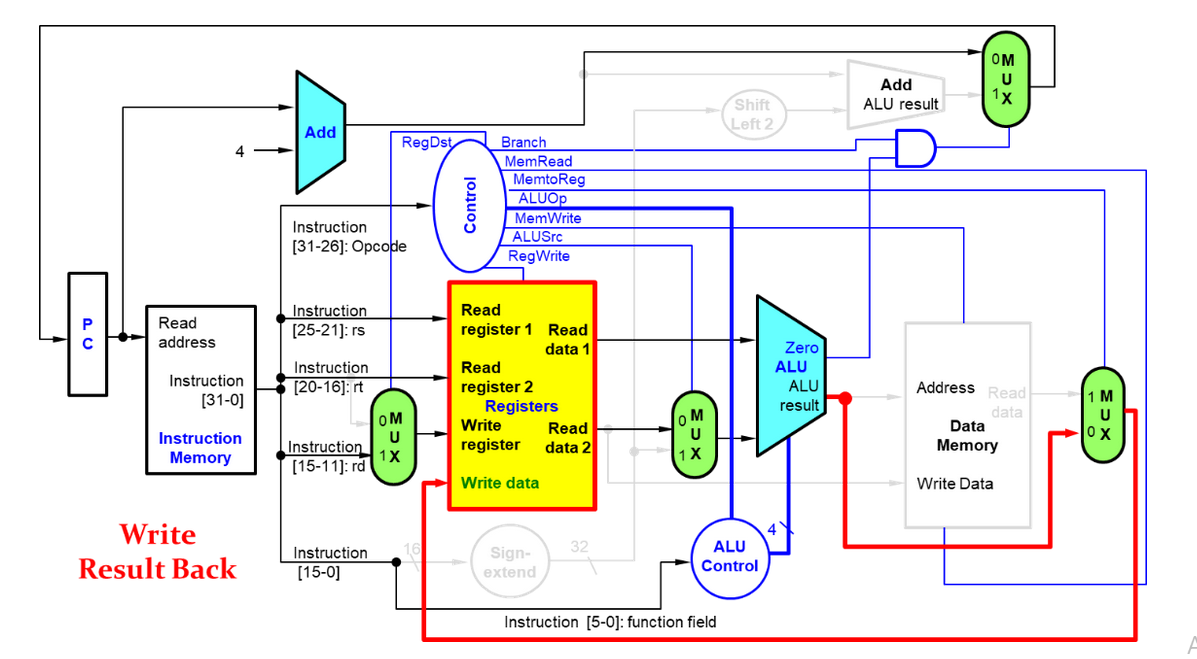 0 M
U
1 X
Add
ALU result
Shift
Left 2
Add
4
RegDst
Branch
MemRead
MemtoReg
ALUOp
MemWrite
ALUSrc
RegWrite
Control
Instruction
[31-26]: Opcode
P
C
Read
address
Instruction
[31-0]
Instruction
Memory
Instruction
[25-21]: rs
Instruction
[20-16]: rt
Instruction
[15-11]: rd
0 M
U
1 X
Read
register 1
Read
data 1
Read
register 2
Registers
Write
register
Read
data 2
Write data
0 M
U
1 X
Zero
ALU
ALU
result
Address
Read
data
Data
Memory
Write Data
1 M
U
0 X
Write
Result Back
Instruction
[15-0]
16
Sign-
extend
32
ALU
Control
4
Instruction [5-0]: function field
A